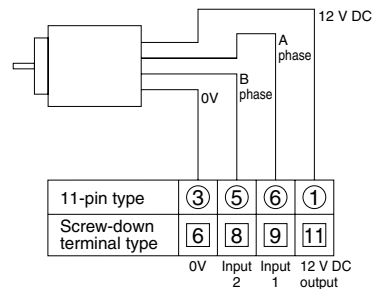 12 V DC
A
phase
B
phase
0V
11-pin type ③ ⑤ ⑥ ①
Screw-down
terminal type 6 8 9 11
0V Input 2 Input 1 12 V DC output